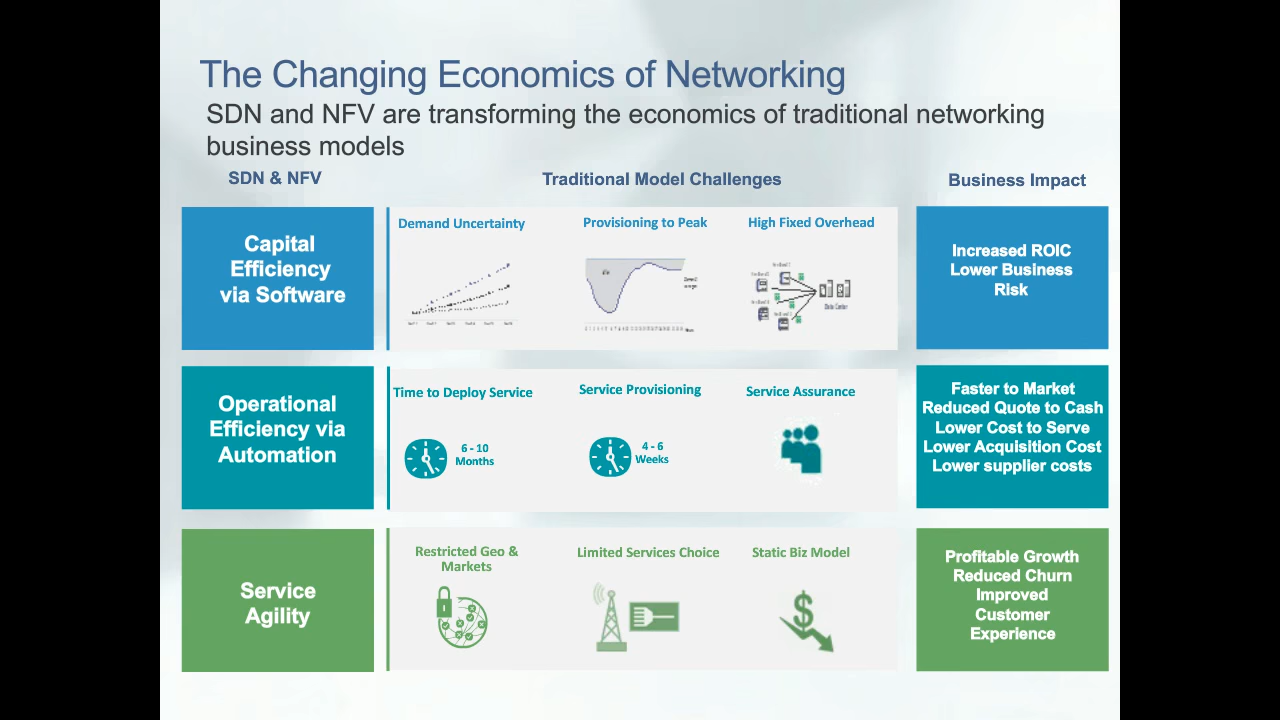 The Changing Economics of Networking
SDN and NFV are transforming the economics of traditional networking
business models
SDN & NFV
Traditional Model Challenges
Business Impact
Capital
Efficiency
via Software
Demand Uncertainty
Provisioning to Peak
High Fixed Overhead
Data Center
Increased ROIC
Lower Business
Risk
Operational
Efficiency via
Automation
Time to Deploy Service
6 - 10
Months
Service Provisioning
4 - 6
Weeks
Service Assurance
Faster to Market
Reduced Quote to Cash
Lower Cost to Serve
Lower Acquisition Cost
Lower supplier costs
Service
Agility
Restricted Geo &
Markets
Limited Services Choice
Static Biz Model
$
Profitable Growth
Reduced Churn
Improved
Customer
Experience